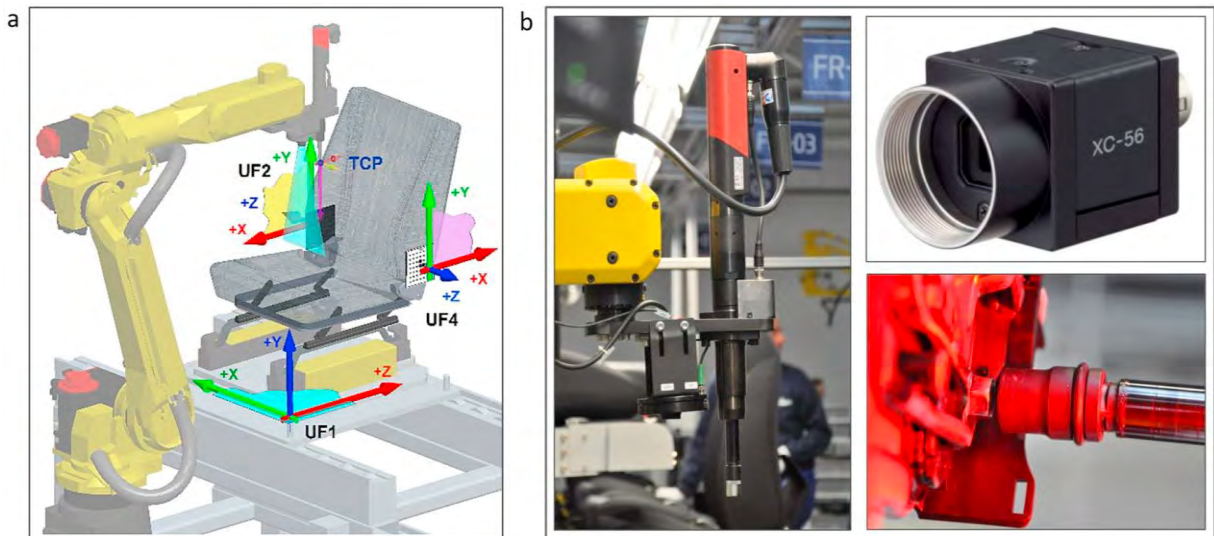 a
UF2
+Y
TCP
+Z
+X
+Y
+X
+Z
UF4
+Y
+X
+Z
UF1
b
FR-
03
XC-56